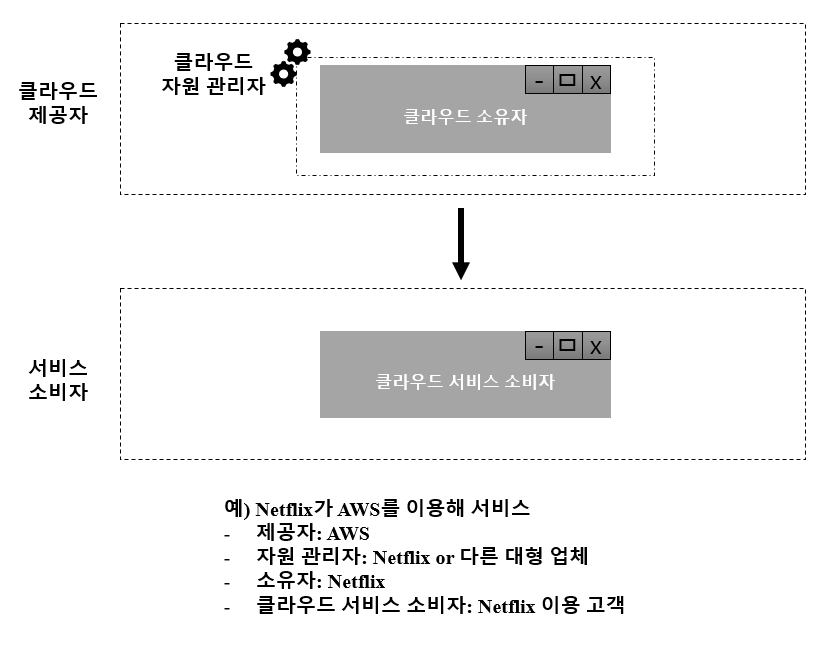 클라우드
제공자
클라우드
자원 관리자
- X
클라우드 소유자
서비스
소비자
- X
클라우드 서비스 소비자
예) Netflix가 AWS를 이용해 서비스
- 제공자: AWS
- 자원 관리자: Netflix or 다른 대형 업체
- 소유자: Netflix
- 클라우드 서비스 소비자: Netflix 이용 고객